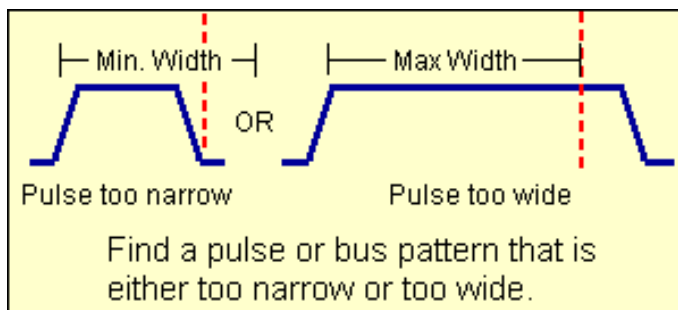 Min. Width
Max Width
OR
Pulse too narrow
Pulse too wide
Find a pulse or bus pattern that is
either too narrow or too wide.